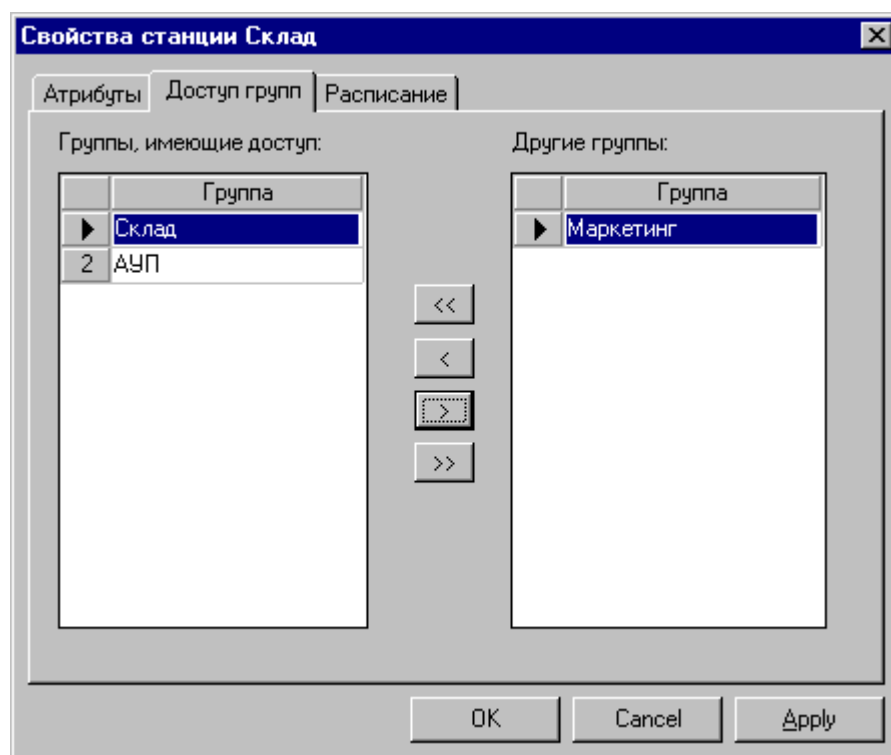 Свойства станции Склад
Атрибуты Доступ групп Расписание
Группы, имеющие доступ: Другие группы:
Группа Группа
Склад Маркетинг
2 АУП
<<
<
>
>>
OK Cancel Apply